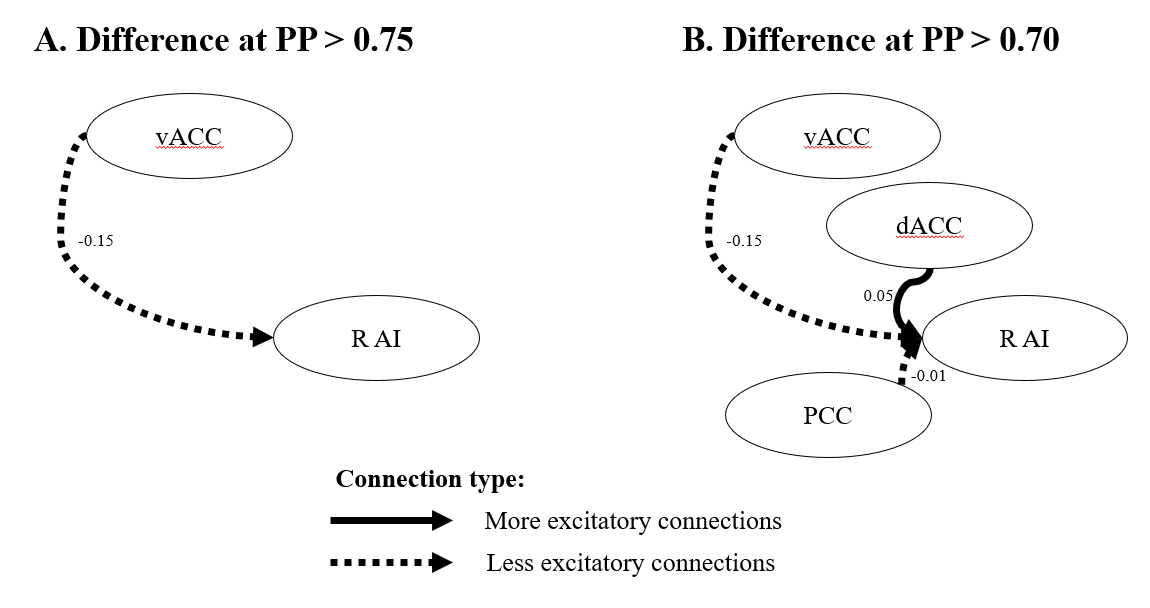 A. Difference at PP > 0.75
B. Difference at PP > 0.70
vACC
-0.15
R AI
vACC
dACC
-0.15
0.05
R AI
-0.01
PCC
Connection type:
More excitatory connections
Less excitatory connections